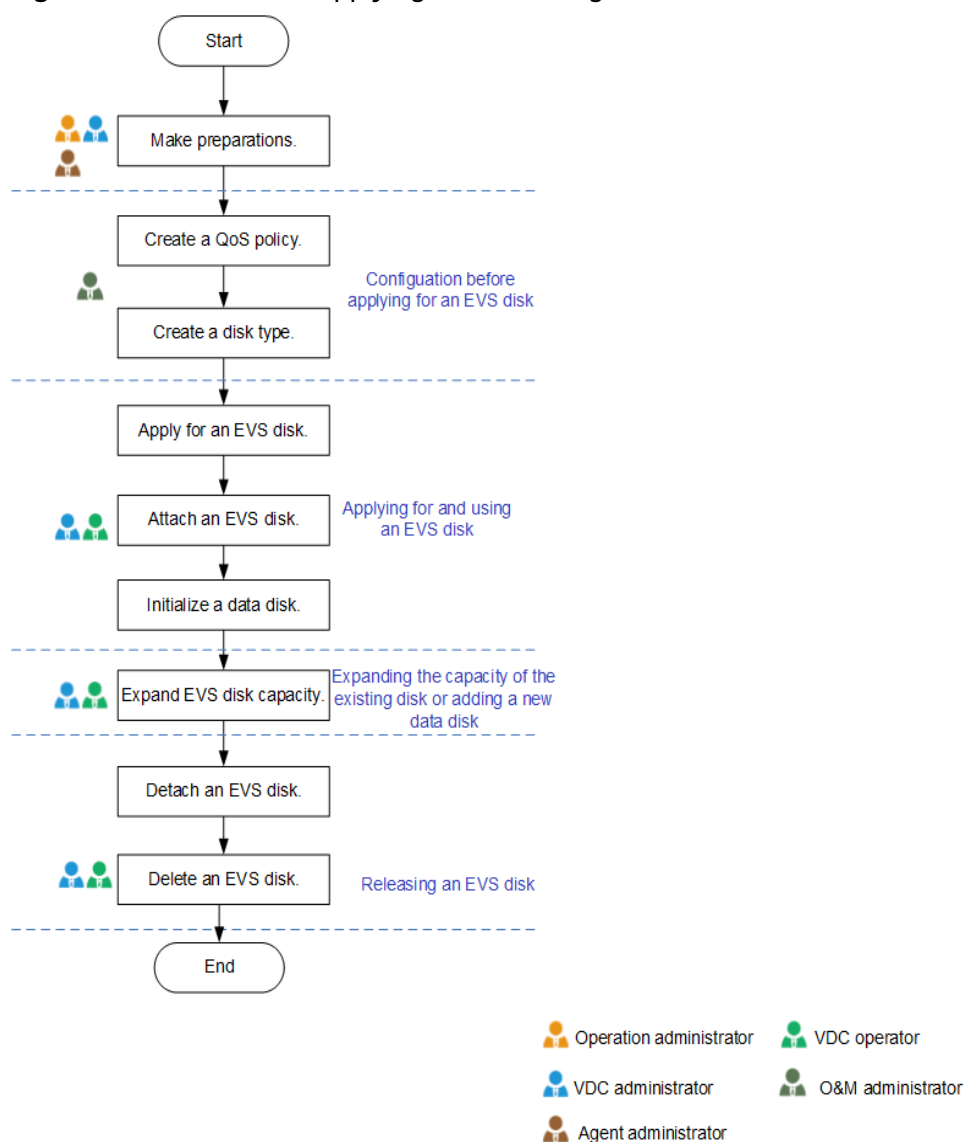 Start
Make preparations.
Create a QoS policy.
Configuation before
applying for an EVS disk
Create a disk type.
Apply for an EVS disk.
Attach an EVS disk.
Applying for and using
an EVS disk
Initialize a data disk.
Expand EVS disk capacity.
Expanding the capacity of the
existing disk or adding a new
data disk
Detach an EVS disk.
Delete an EVS disk.
Releasing an EVS disk
End
Operation administrator
VDC operator
VDC administrator
O&M administrator
Agent administrator